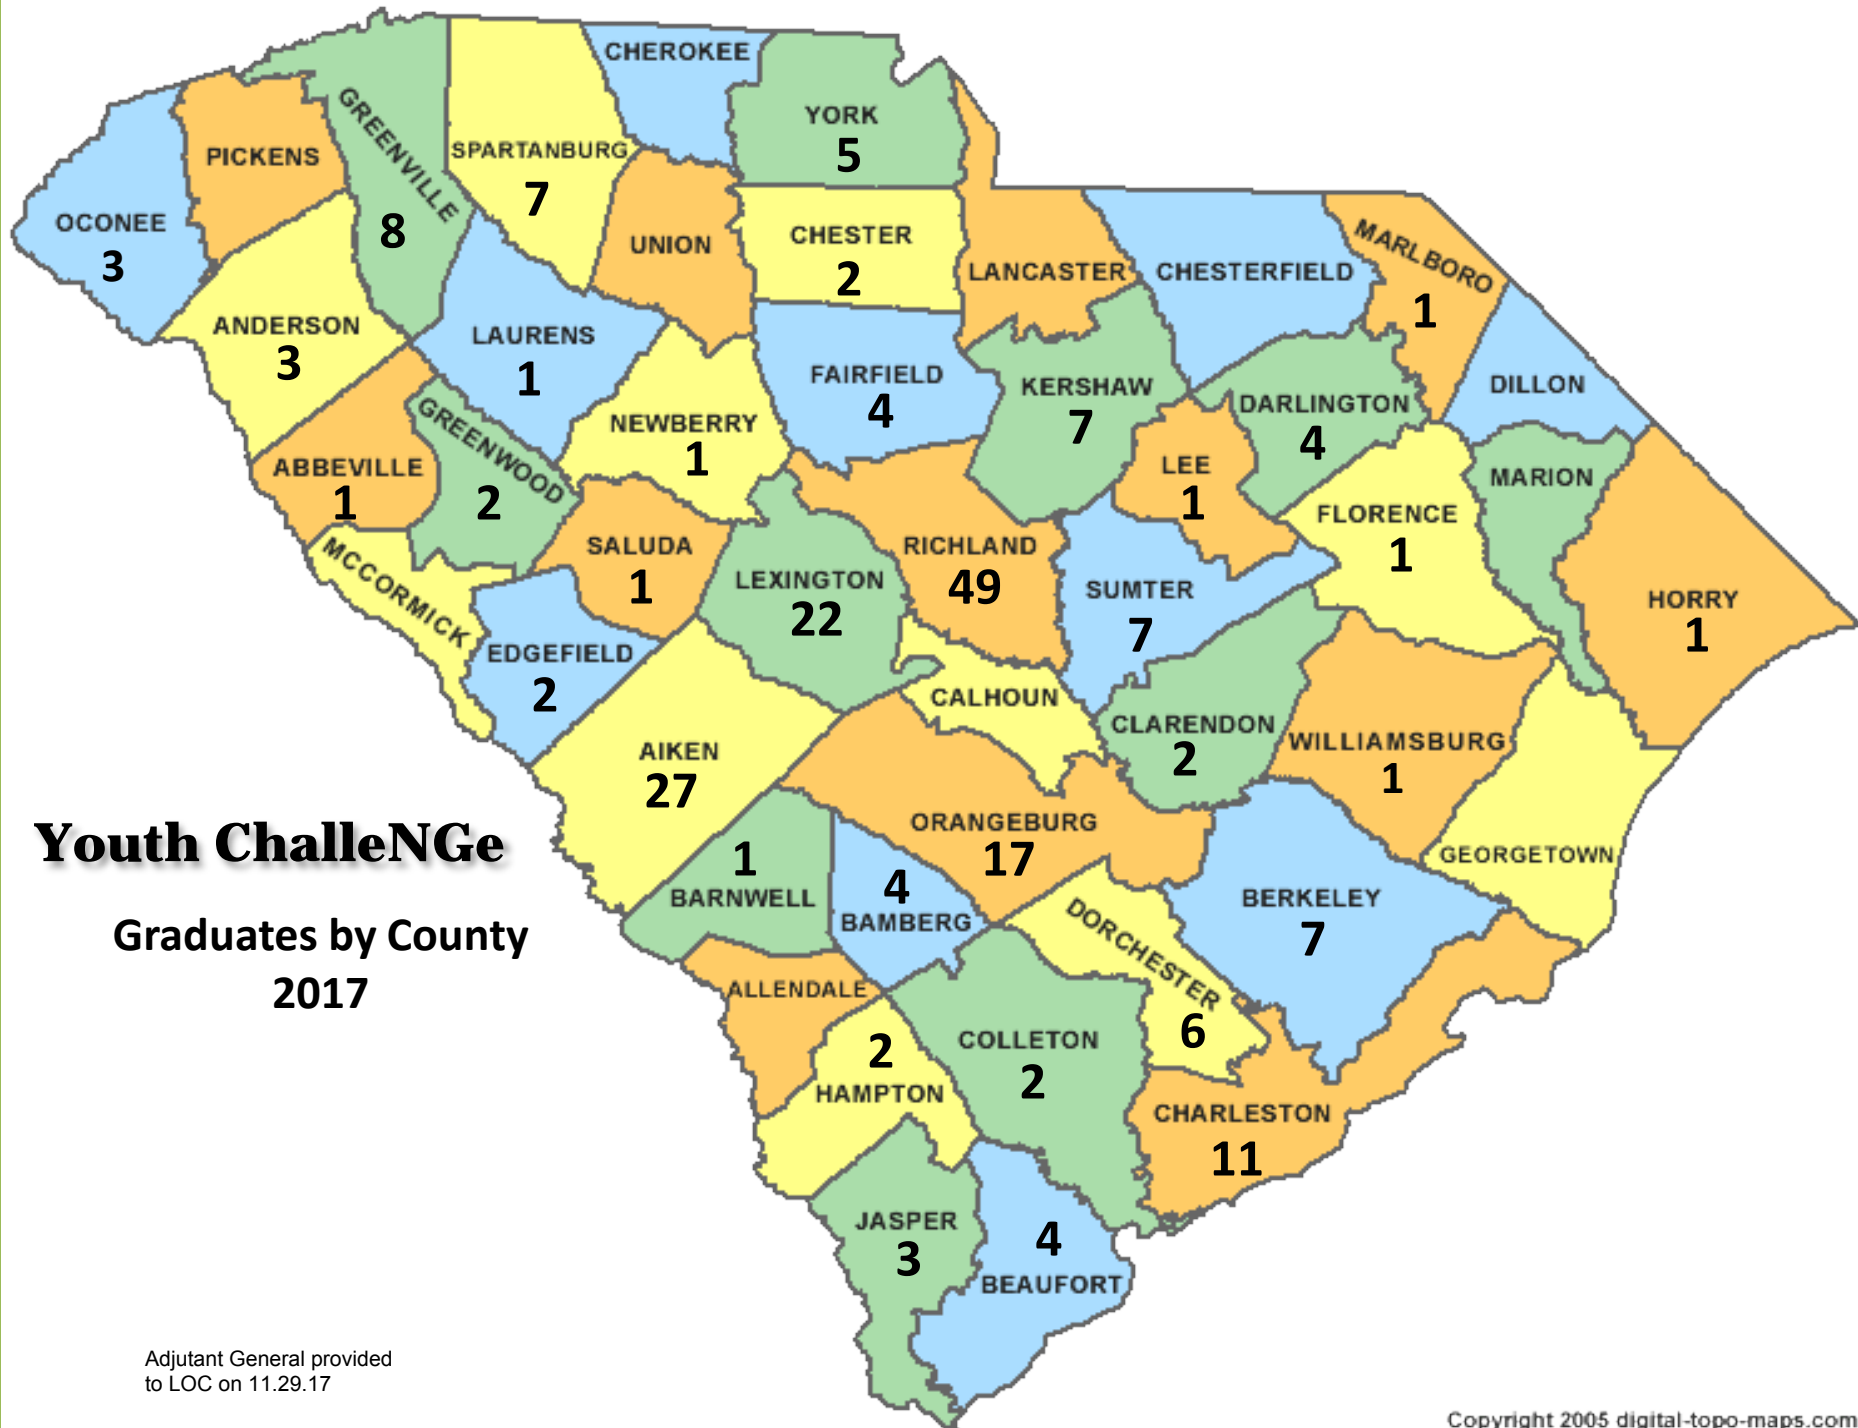 CHEROKEE
YORK
5
GREENVILLE
8
SPARTANBURG
7
PICKENS
OCONEE
3
UNION
CHESTER
2
LANCASTER
CHESTERFIELD
MARLBORO
1
ANDERSON
3
LAURENS
1
FAIRFIELD
4
KERSHAW
7
DARLINGTON
4
DILLON
NEWBERRY
1
GREENWOOD
2
ABBEVILLE
1
LEE
1
MARION
FLORENCE
1
SALUDA
1
RICHLAND
49
LEXINGTON
22
SUMTER
7
HORRY
1
MCCORMICK
EDGEFIELD
2
CALHOUN
CLARENDON
2
WILLIAMSBURG
1
AIKEN
27
ORANGEBURG
17
GEORGETOWN
Youth ChalleNGe
Graduates by County
2017
1
BARNWELL
4
BAMBERG
BERKELEY
7
DORCHESTER
6
ALLENDALE
2
HAMPTON
COLLETON
2
CHARLESTON
11
JASPER
3
4
BEAUFORT
Adjutant General provided
to LOC on 11.29.17
Copyright 2005 digital-topo-maps.com